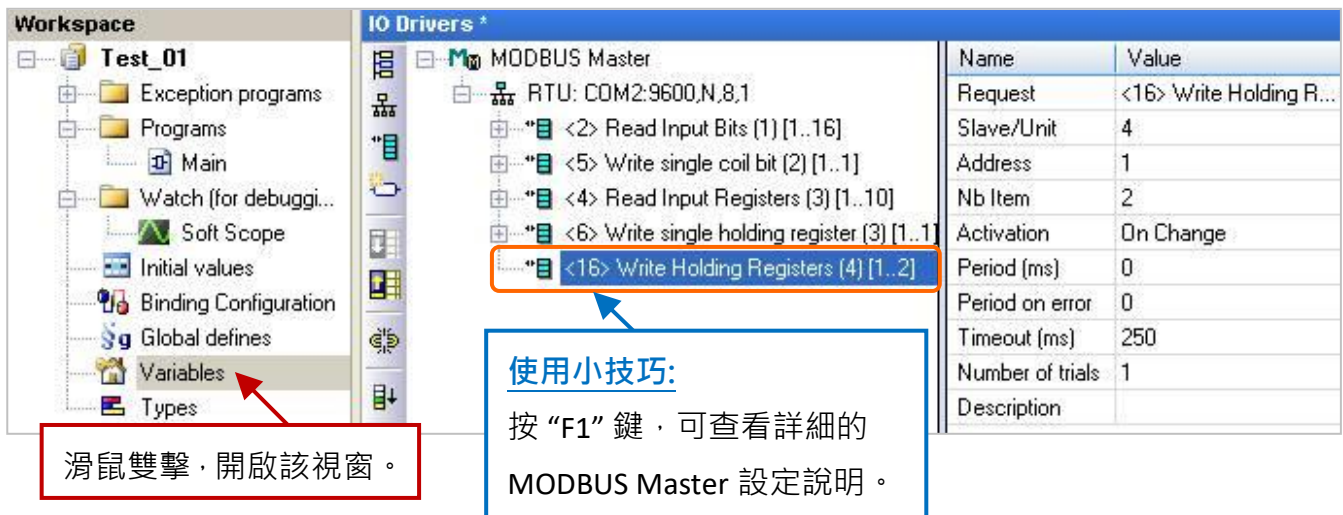 Workspace
Test_01
Exception programs
Programs
Main
Watch (for debuggi...
Soft Scope
Initial values
Binding Configuration
Global defines
Variables
Types
滑鼠雙擊，開啟該視窗。
IO Drivers *
MODBUS Master
RTU: COM2:9600,N,8,1
<2> Read Input Bits (1) [1..16]
<5> Write single coil bit (2) [1..1]
<4> Read Input Registers (3) [1..10]
<6> Write single holding register (3) [1..1]
<16> Write Holding Registers (4) [1..2]
使用小技巧:
按 “F1” 鍵，可查看詳細的
MODBUS Master 設定說明。
Name Value
Request <16> Write Holding R...
Slave/Unit 4
Address 1
Nb Item 2
Activation On Change
Period (ms) 0
Period on error 0
Timeout (ms) 250
Number of trials 1
Description